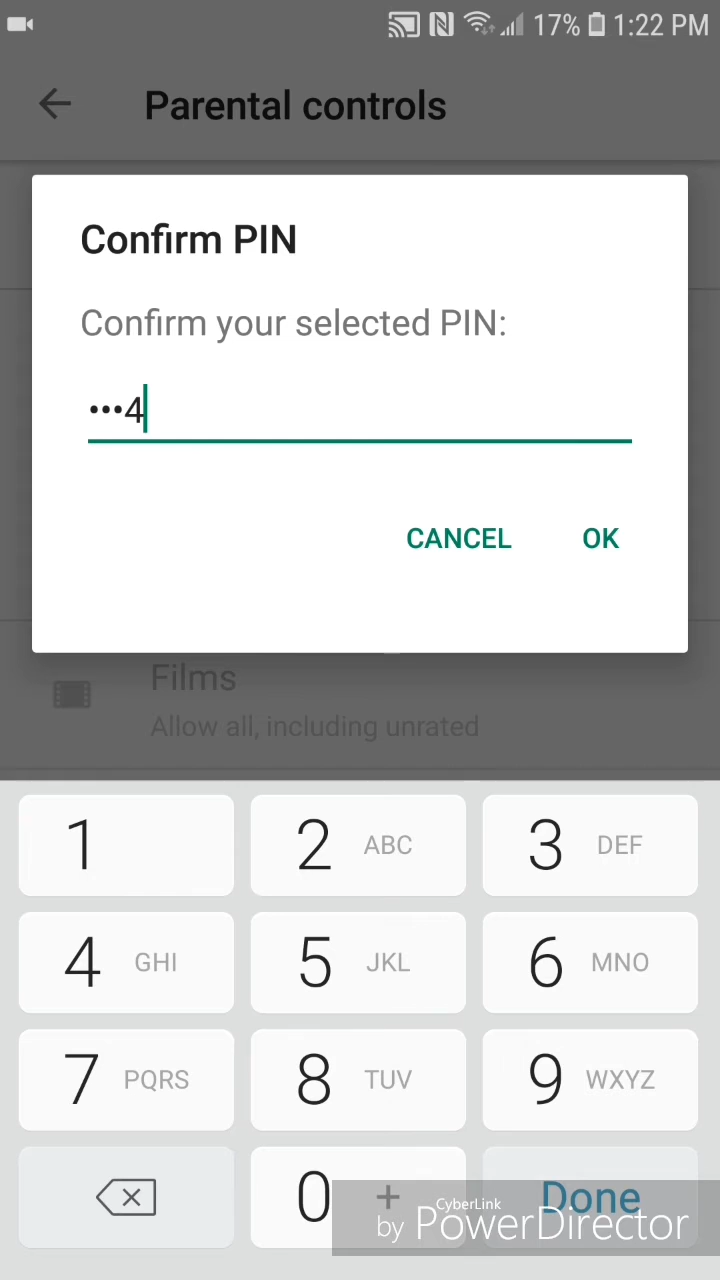 17% 1:22 PM
Parental controls
Confirm PIN
Confirm your selected PIN:
•••4
CANCEL OK
Films
Allow all, including unrated
1 2 ABC 3 DEF
4 GHI 5 JKL 6 MNO
7 PQRS 8 TUV 9 WXYZ
0 + Done
CyberLink
by PowerDirector